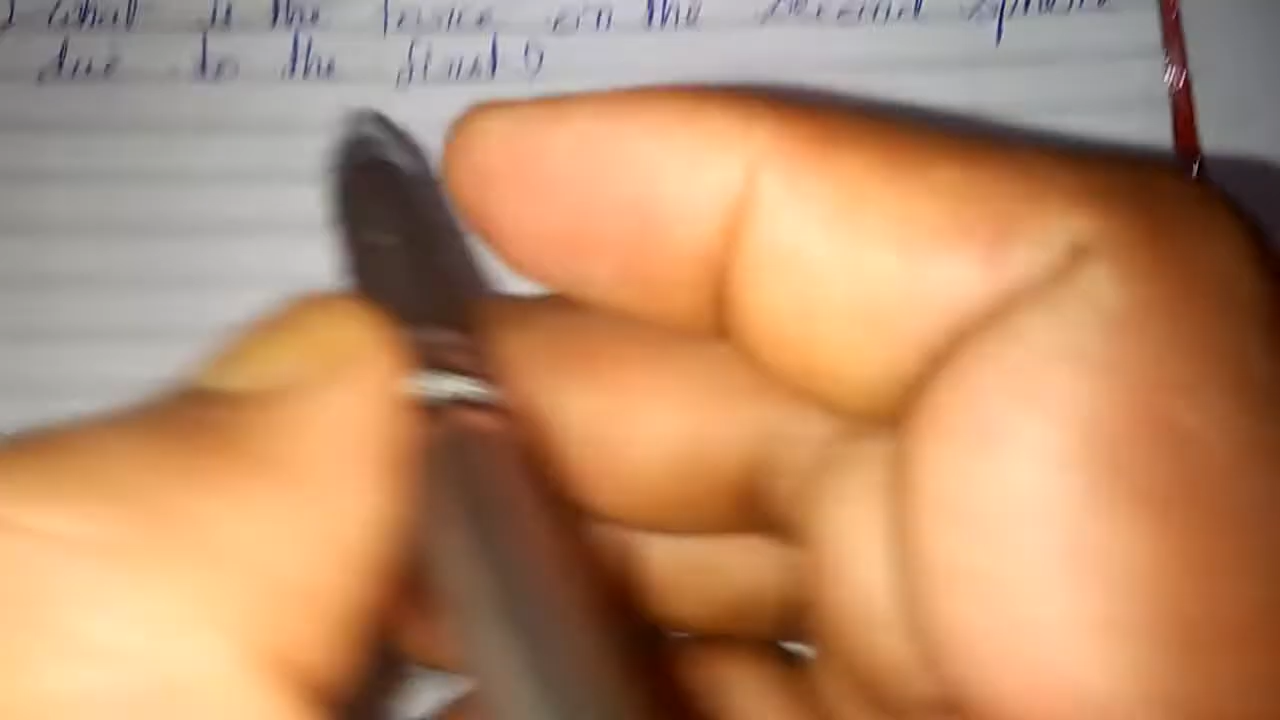 What is the force on the second sphere
due to the first?